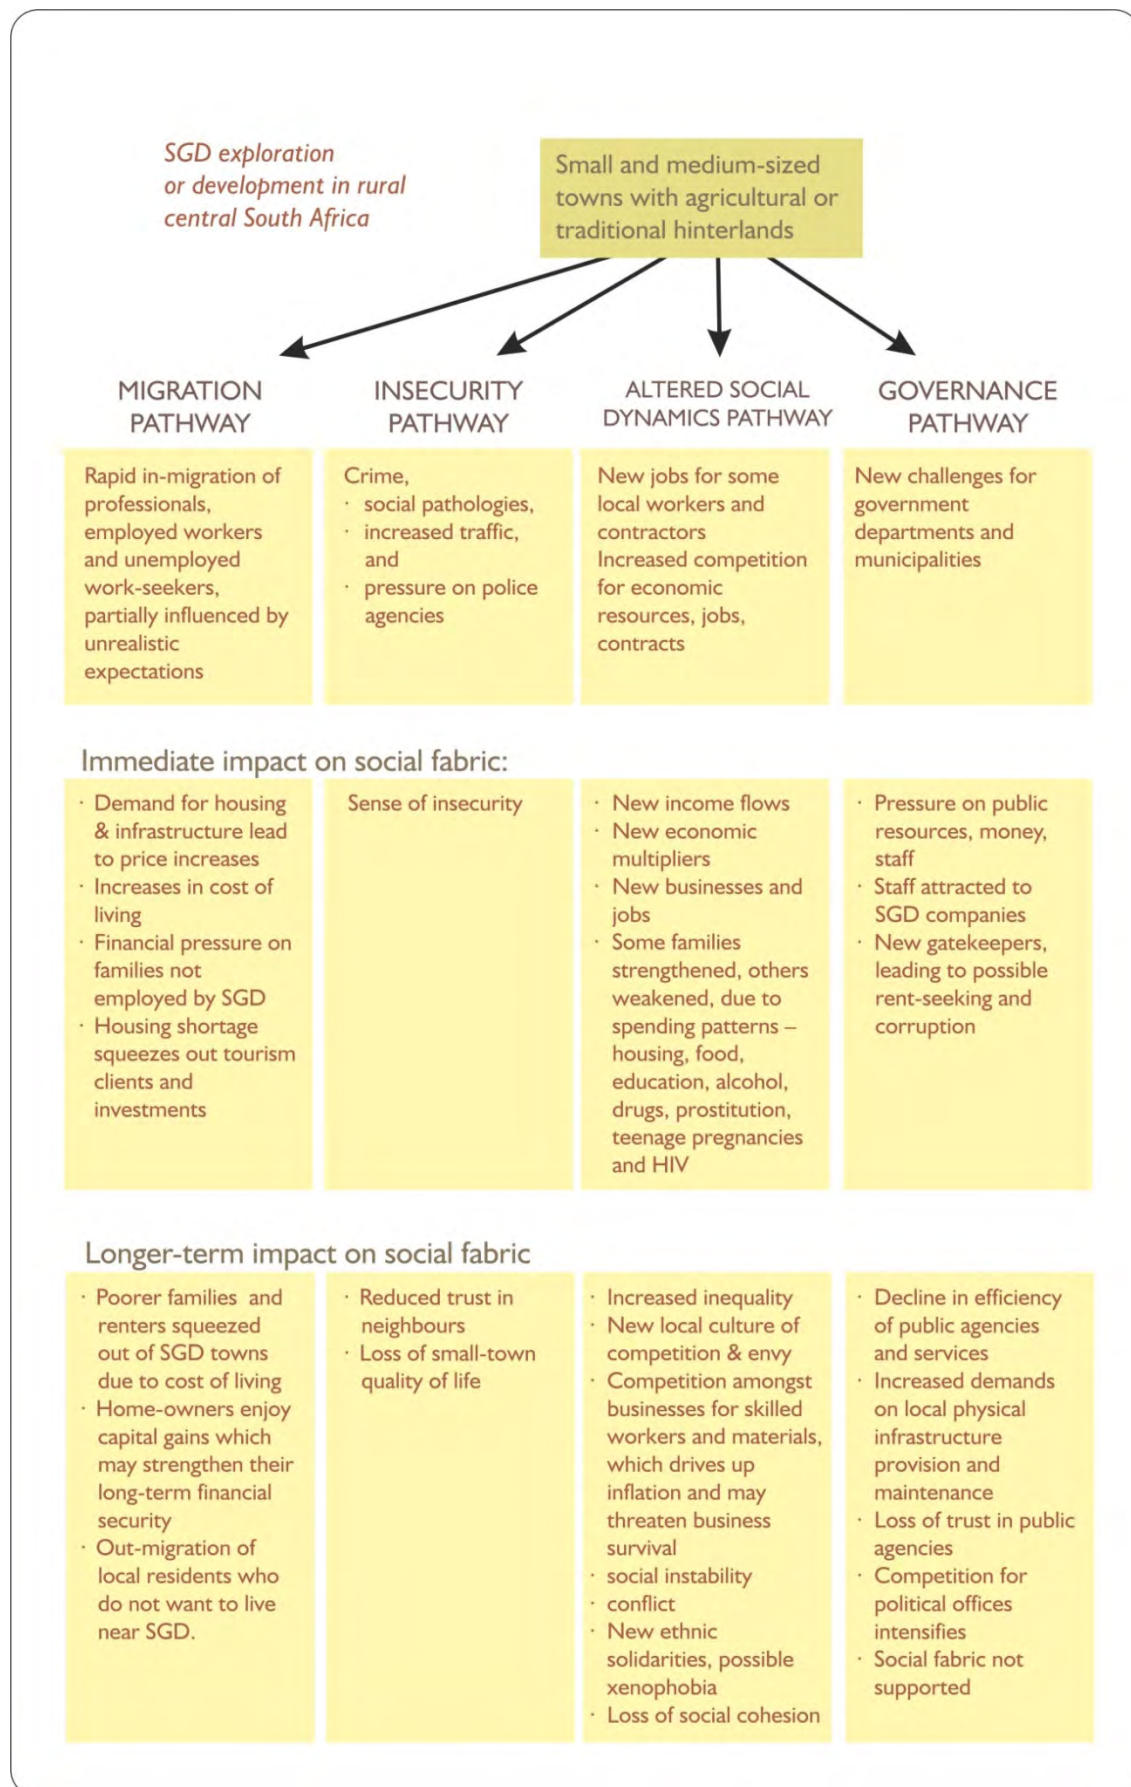 SGD exploration
or development in rural
central South Africa
Small and medium-sized
towns with agricultural or
traditional hinterlands
MIGRATION
PATHWAY
Rapid in-migration of
professionals,
employed workers
and unemployed
work-seekers,
partially influenced by
unrealistic
expectations
INSECURITY
PATHWAY
Crime,
· social pathologies,
· increased traffic,
and
· pressure on police
agencies
ALTERED SOCIAL
DYNAMICS PATHWAY
New jobs for some
local workers and
contractors
Increased competition
for economic
resources, jobs,
contracts
GOVERNANCE
PATHWAY
New challenges for
government
departments and
municipalities
Immediate impact on social fabric:
· Demand for housing
& infrastructure lead
to price increases
· Increases in cost of
living
· Financial pressure on
families not
employed by SGD
· Housing shortage
squeezes out tourism
clients and
investments
Sense of insecurity
· New income flows
· New economic
multipliers
· New businesses and
jobs
· Some families
strengthened, others
weakened, due to
spending patterns –
housing, food,
education, alcohol,
drugs, prostitution,
teenage pregnancies
and HIV
· Pressure on public
resources, money,
staff
· Staff attracted to
SGD companies
· New gatekeepers,
leading to possible
rent-seeking and
corruption
Longer-term impact on social fabric
· Poorer families and
renters squeezed
out of SGD towns
due to cost of living
· Home-owners enjoy
capital gains which
may strengthen their
long-term financial
security
· Out-migration of
local residents who
do not want to live
near SGD.
· Reduced trust in
neighbours
· Loss of small-town
quality of life
· Increased inequality
· New local culture of
competition & envy
· Competition amongst
businesses for skilled
workers and materials,
which drives up
inflation and may
threaten business
survival
· social instability
· conflict
· New ethnic
solidarities, possible
xenophobia
· Loss of social cohesion
· Decline in efficiency
of public agencies
and services
· Increased demands
on local physical
infrastructure
provision and
maintenance
· Loss of trust in public
agencies
· Competition for
political offices
intensifies
· Social fabric not
supported